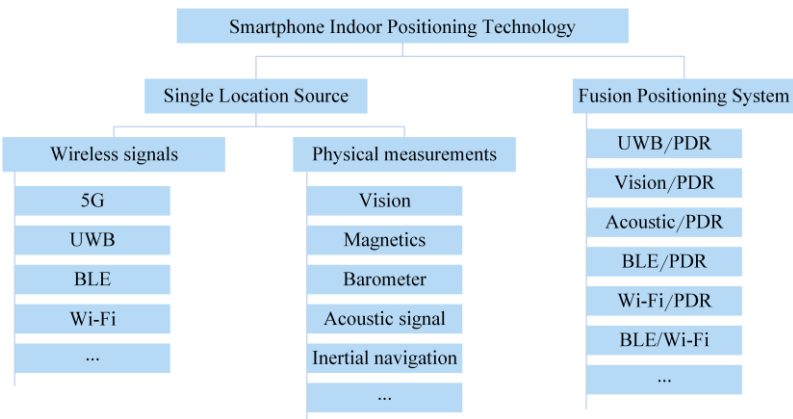 Smartphone Indoor Positioning Technology
Single Location Source
Fusion Positioning System
Wireless signals
Physical measurements
5G
UWB
BLE
Wi-Fi
...
Vision
Magnetics
Barometer
Acoustic signal
Inertial navigation
...
UWB/PDR
Vision/PDR
Acoustic/PDR
BLE/PDR
Wi-Fi/PDR
BLE/Wi-Fi
...